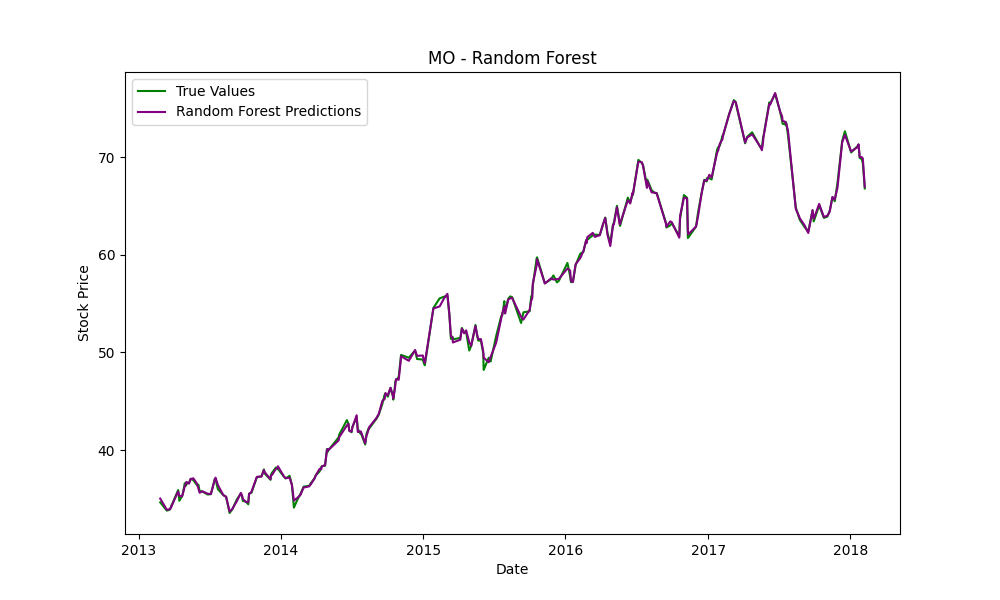 MO - Random Forest
True Values
Random Forest Predictions
70
60
50
40
Stock Price
2013
2014
2015
2016
2017
2018
Date